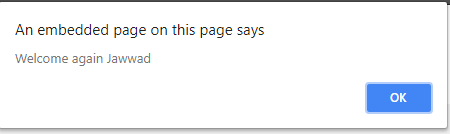 An embedded page on this page says
Welcome again Jawwad
OK